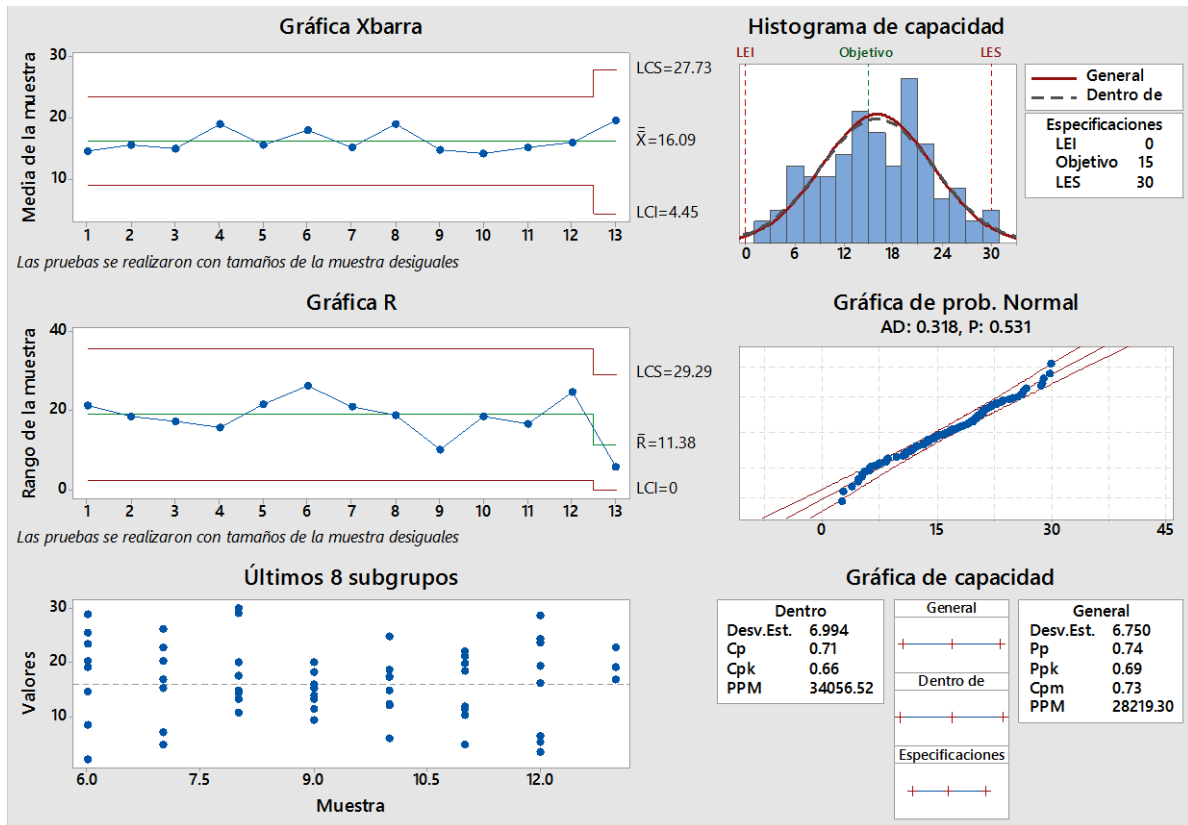 Gráfica Xbarra
Media de la muestra
30
20
10
1 2 3 4 5 6 7 8 9 10 11 12 13
LCS=27.73
X=16.09
LCI=4.45
Las pruebas se realizaron con tamaños de la muestra desiguales
Histograma de capacidad
LEI Objetivo LES
0 6 12 18 24 30
General
Dentro de
Especificaciones
LEI 0
Objetivo 15
LES 30
Gráfica R
Rango de la muestra
40
20
0
1 2 3 4 5 6 7 8 9 10 11 12 13
LCS=29.29
R=11.38
LCI=0
Las pruebas se realizaron con tamaños de la muestra desiguales
Gráfica de prob. Normal
AD: 0.318, P: 0.531
0 15 30 45
Últimos 8 subgrupos
Valores
30
20
10
6.0 7.5 9.0 10.5 12.0
Muestra
Gráfica de capacidad
Dentro
Desv.Est. 6.994
Cp 0.71
Cpk 0.66
PPM 34056.52
General
Dentro de
Especificaciones
General
Desv.Est. 6.750
Pp 0.74
Ppk 0.69
Cpm 0.73
PPM 28219.30